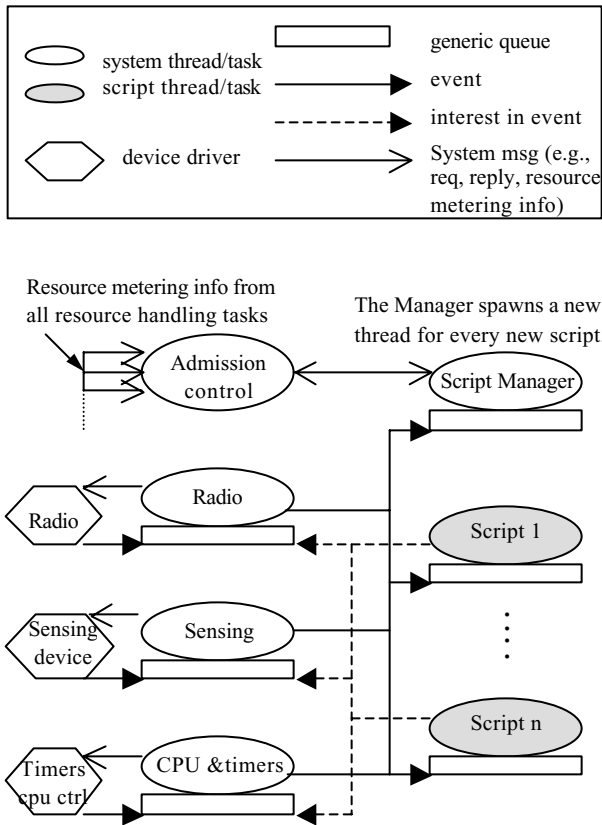 system thread/task
script thread/task
device driver
generic queue
event
interest in event
System msg (e.g.,
req, reply, resource
metering info)
Resource metering info from
all resource handling tasks
The Manager spawns a new
thread for every new script
Admission
control
Script Manager
Radio
Radio
Script 1
Sensing
device
Sensing
Script n
Timers
cpu ctrl
CPU &timers